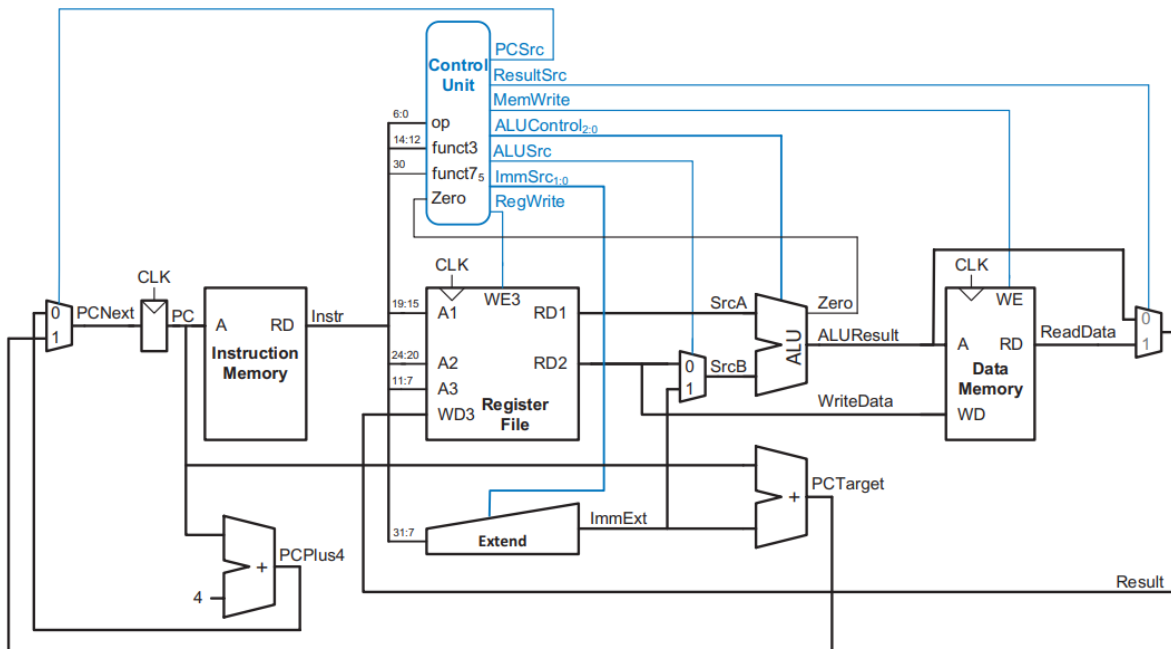 PCSrc
Control
Unit
ResultSrc
MemWrite
6:0
op
ALUControl2:0
14:12
funct3
ALUSrc
30
funct75
ImmSrc1:0
Zero
RegWrite
CLK
CLK
CLK
0
1
PCNext
PC
A
RD
Instruction
Memory
Instr
19:15
A1
WE3
RD1
24:20
A2
RD2
11:7
A3
WD3
Register
File
0
1
SrcA
SrcB
ALU
Zero
ALUResult
WriteData
WE
A
RD
Data
Memory
WD
ReadData
0
1
31:7
Extend
ImmExt
+
PCTarget
+
PCPlus4
4
Result